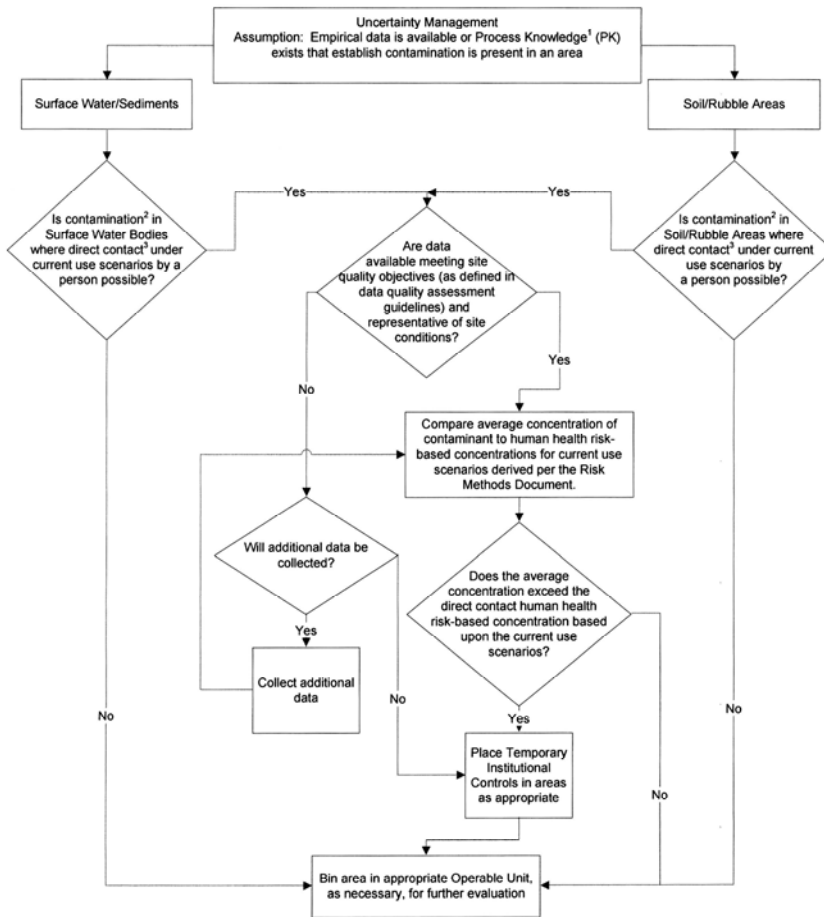 Uncertainty Management
Assumption:  Empirical data is available or Process Knowledge¹ (PK)
exists that establish contamination is present in an area
Surface Water/Sediments
Soil/Rubble Areas
Is contamination² in
Surface Water Bodies
where direct contact³ under
current use scenarios by a
person possible?
Yes
Yes
Is contamination² in
Soil/Rubble Areas where
direct contact³ under current
use scenarios by
a person possible?
Are data
available meeting site
quality objectives (as defined in
data quality assessment
guidelines) and
representative of site
conditions?
No
Yes
Compare average concentration of
contaminant to human health risk-
based concentrations for current use
scenarios derived per the Risk
Methods Document.
Will additional data be
collected?
Does the average
concentration exceed the
direct contact human health
risk-based concentration based
upon the current use
scenarios?
Yes
Collect additional
data
No
No
Yes
No
Place Temporary
Institutional
Controls in areas
as appropriate
No
Bin area in appropriate Operable Unit,
as necessary, for further evaluation